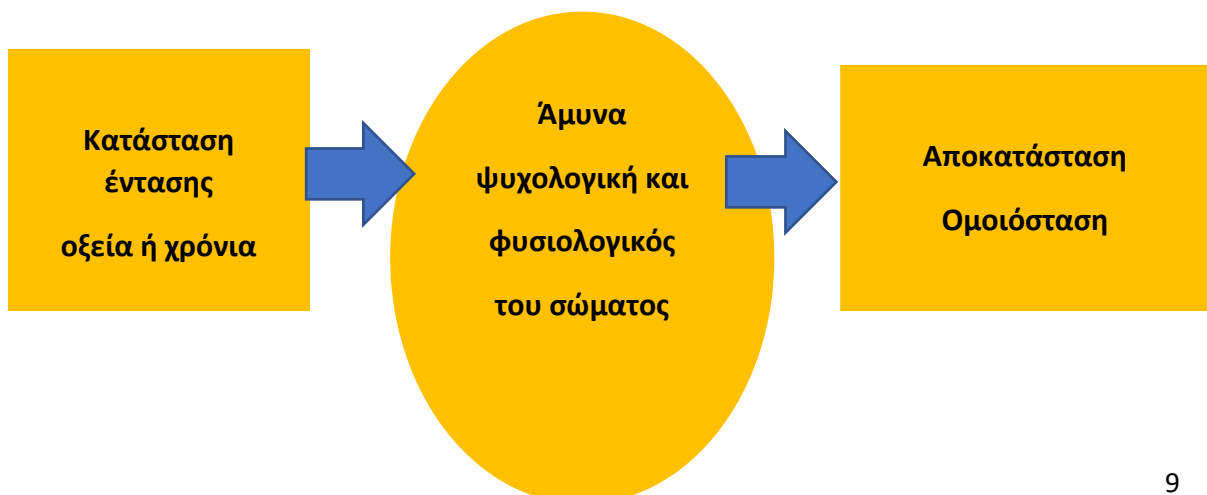 Κατάσταση
έντασης
οξεία ή χρόνια
Άμυνα
ψυχολογική και
φυσιολογικός
του σώματος
Αποκατάσταση
Ομοιόσταση
9